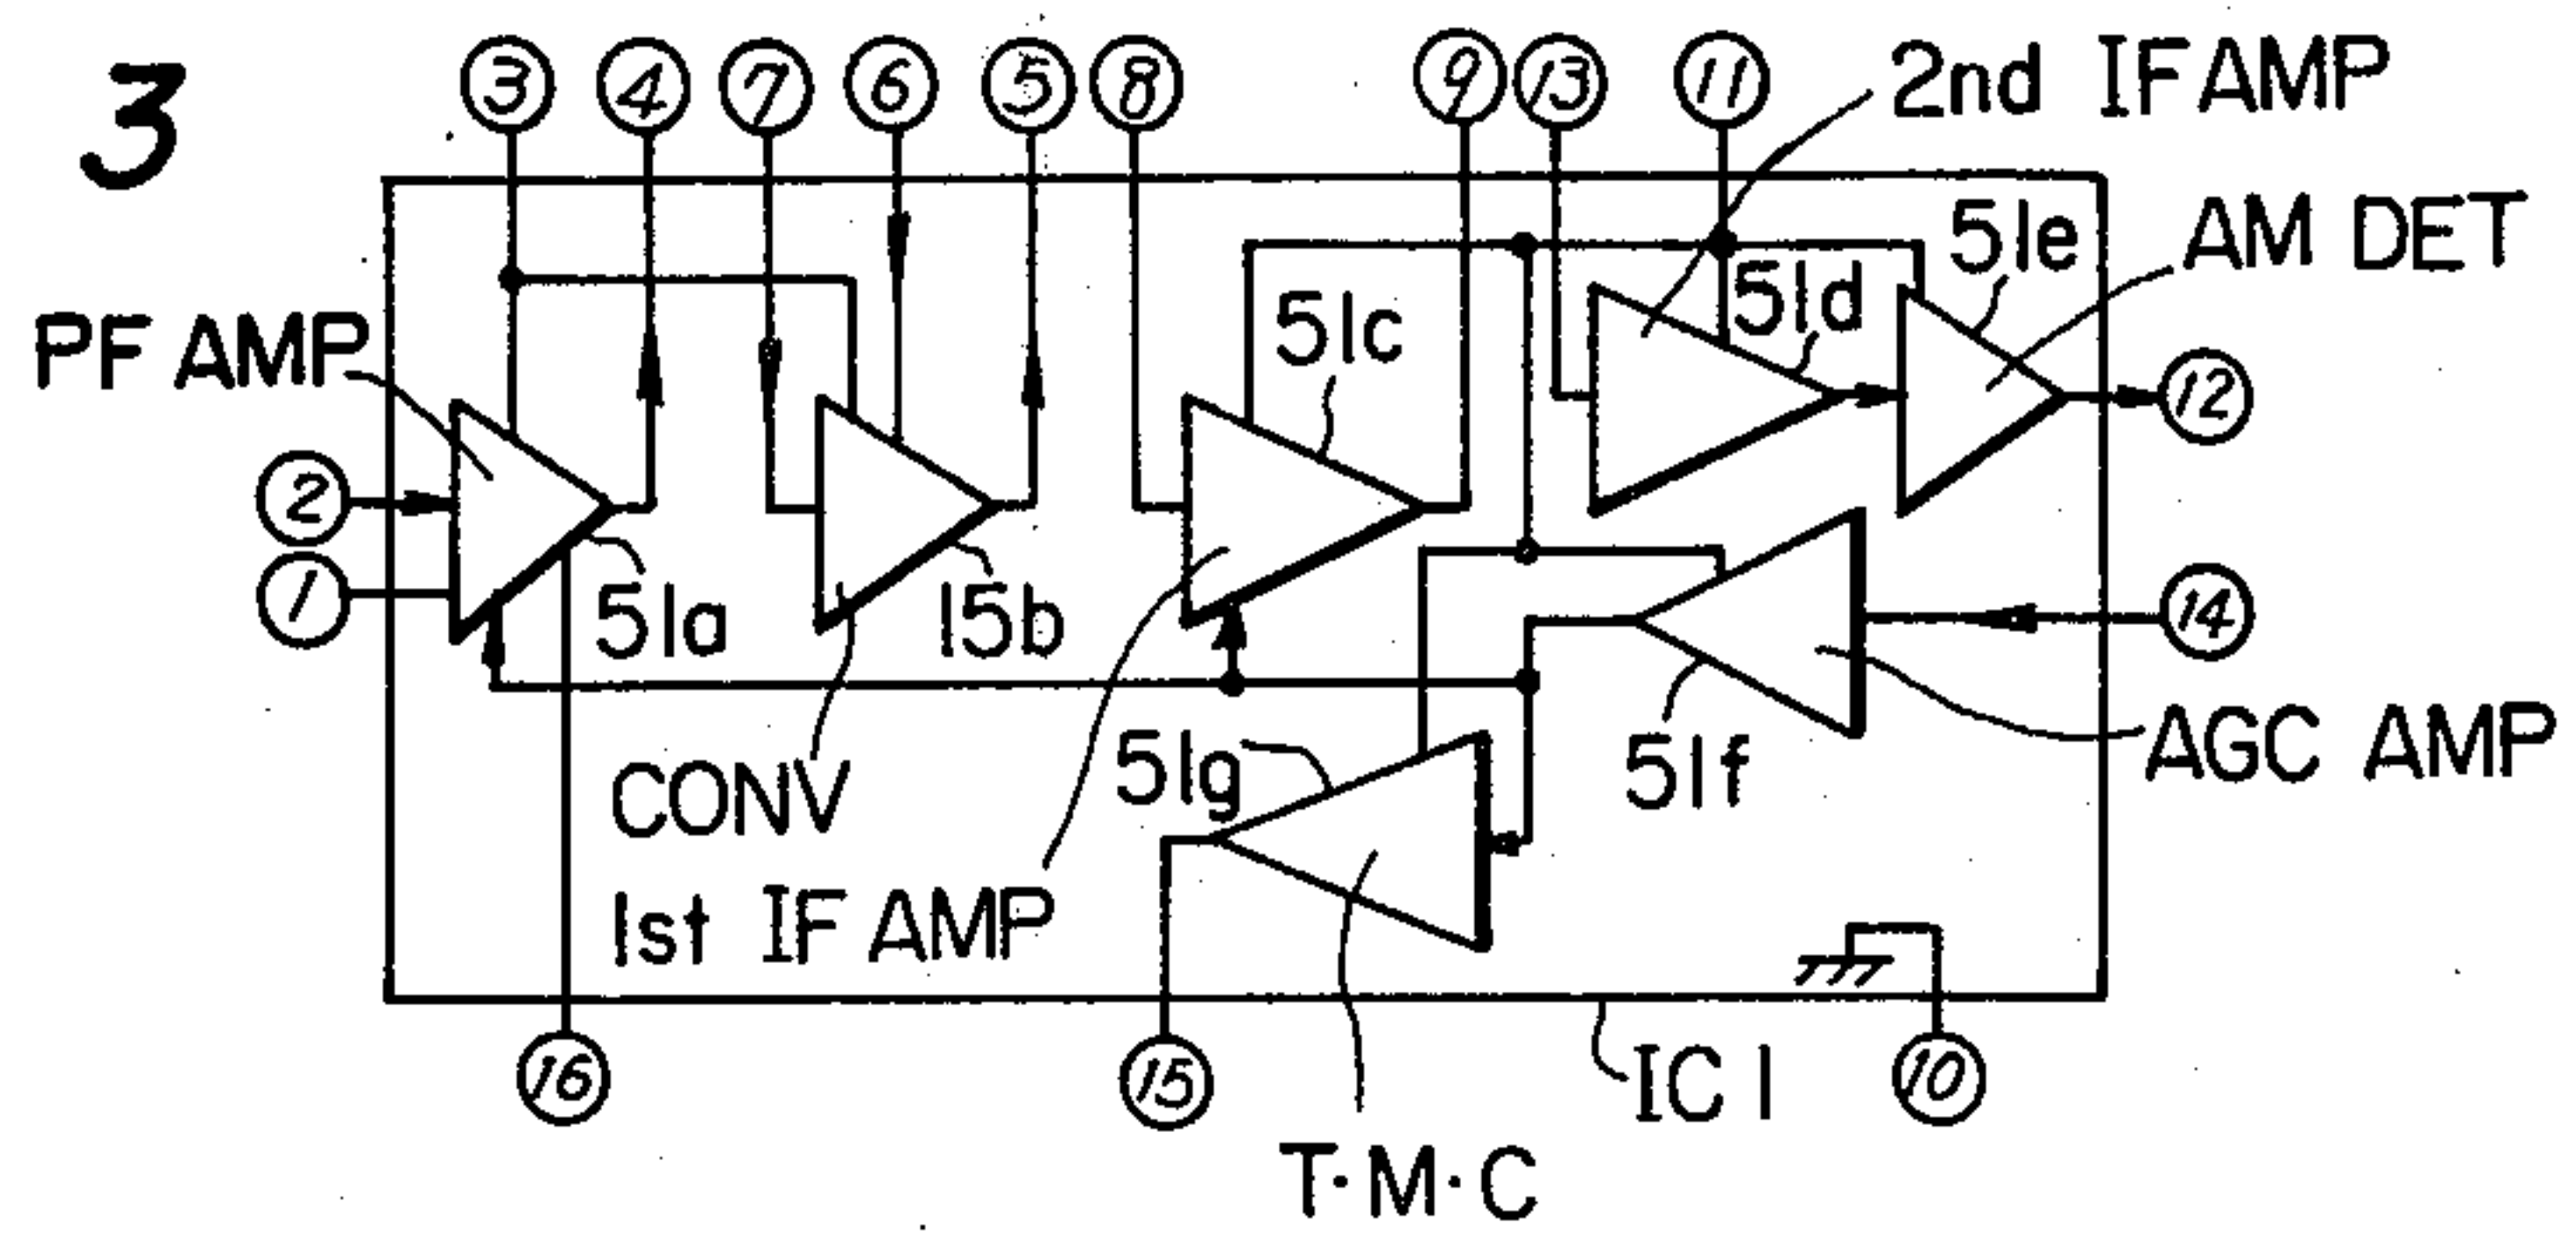 3
3 4 7 6 5 8 9 13 11
2nd IF AMP
51e
AM DET
51d
51c
PF AMP
12
2
1
51a
15b
14
51g
51f
AGC AMP
CONV
1st IF AMP
16
15
IC 1
10
T·M·C